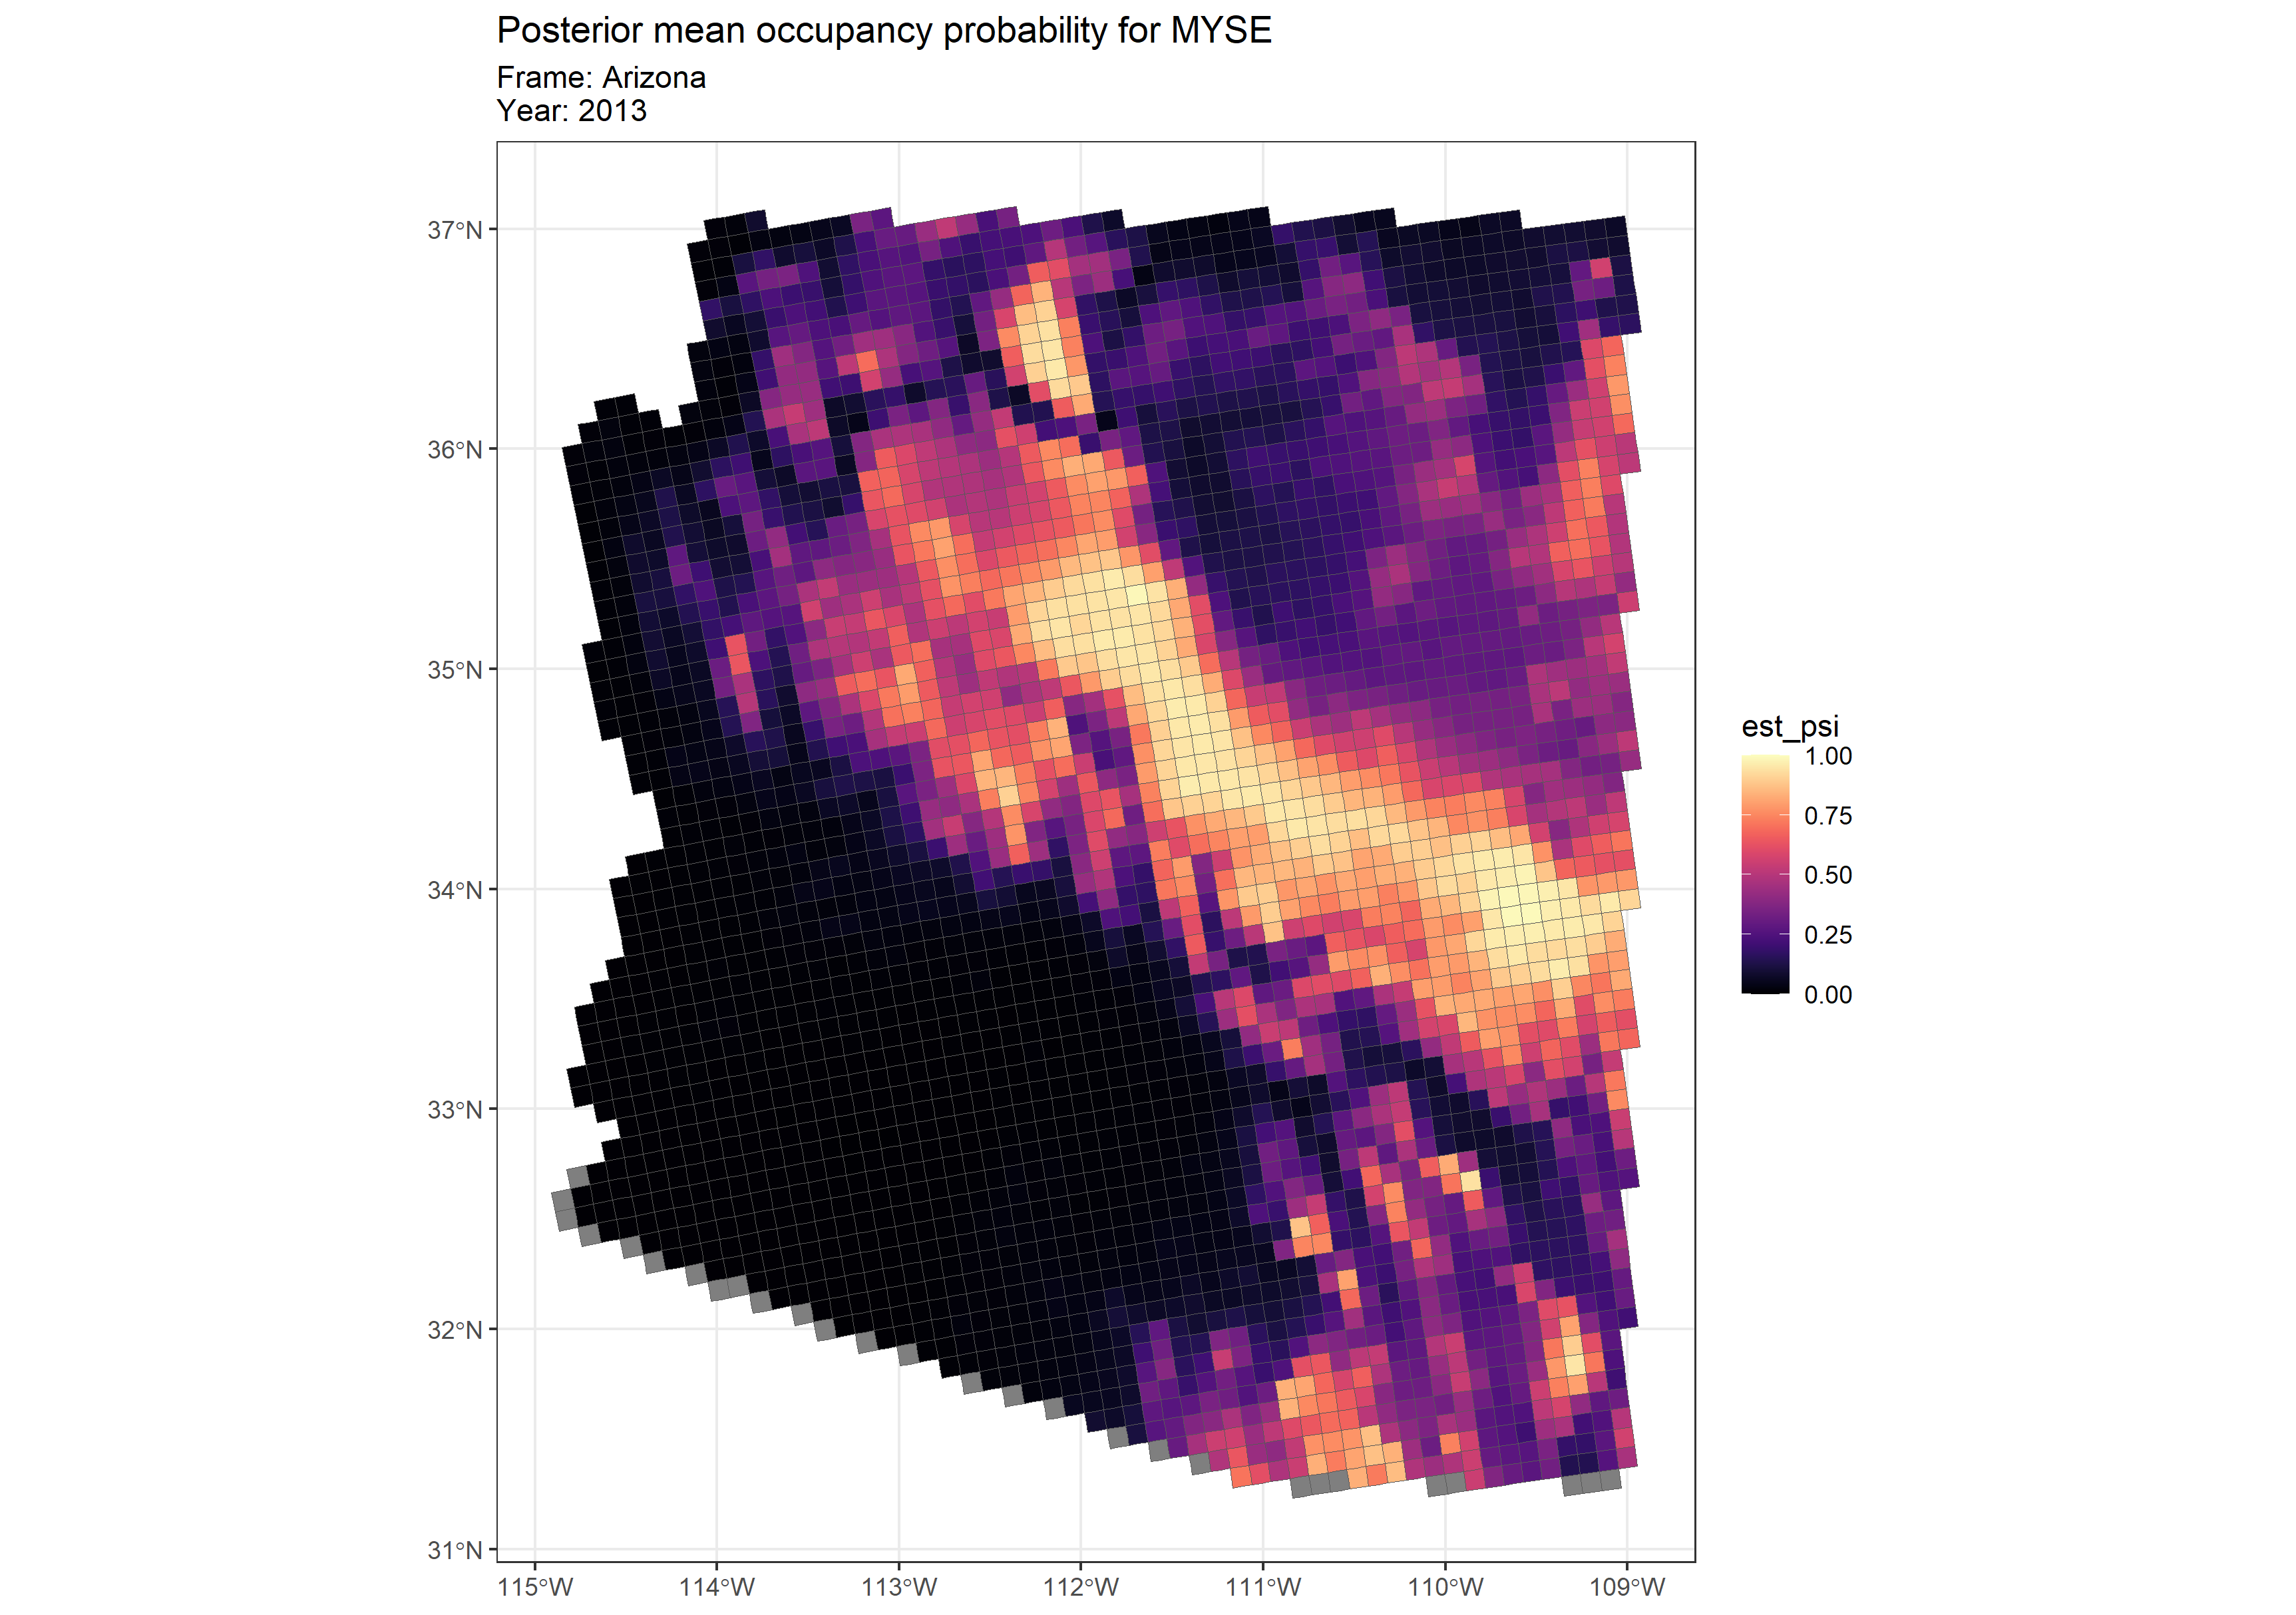 Posterior mean occupancy probability for MYSE
Frame: Arizona
Year: 2013
37°N
36°N
35°N
34°N
33°N
32°N
31°N
115°W
114°W
113°W
112°W
111°W
110°W
109°W
est_psi
1.00
0.75
0.50
0.25
0.00